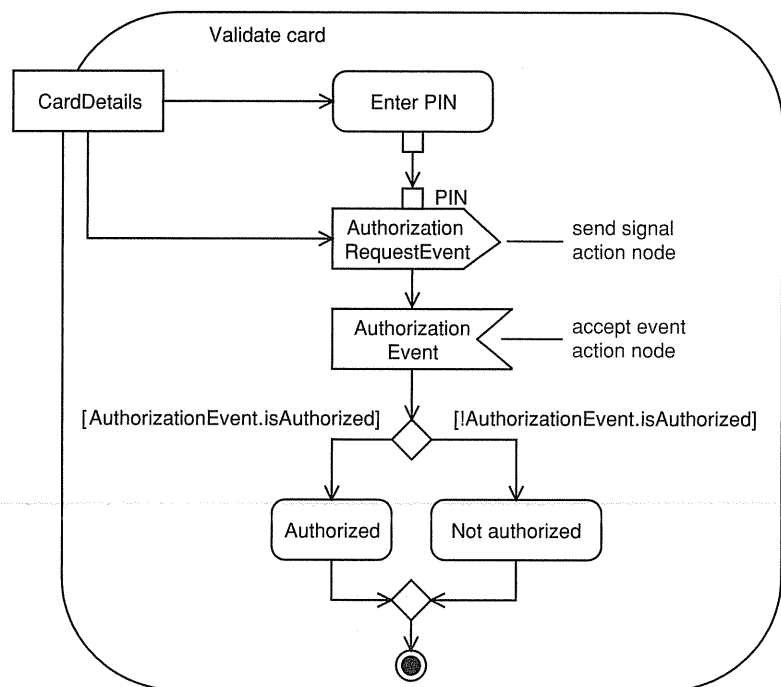 Validate card
CardDetails
Enter PIN
PIN
Authorization
RequestEvent
send signal
action node
Authorization
Event
accept event
action node
[AuthorizationEvent.isAuthorized]
[!AuthorizationEvent.isAuthorized]
Authorized
Not authorized